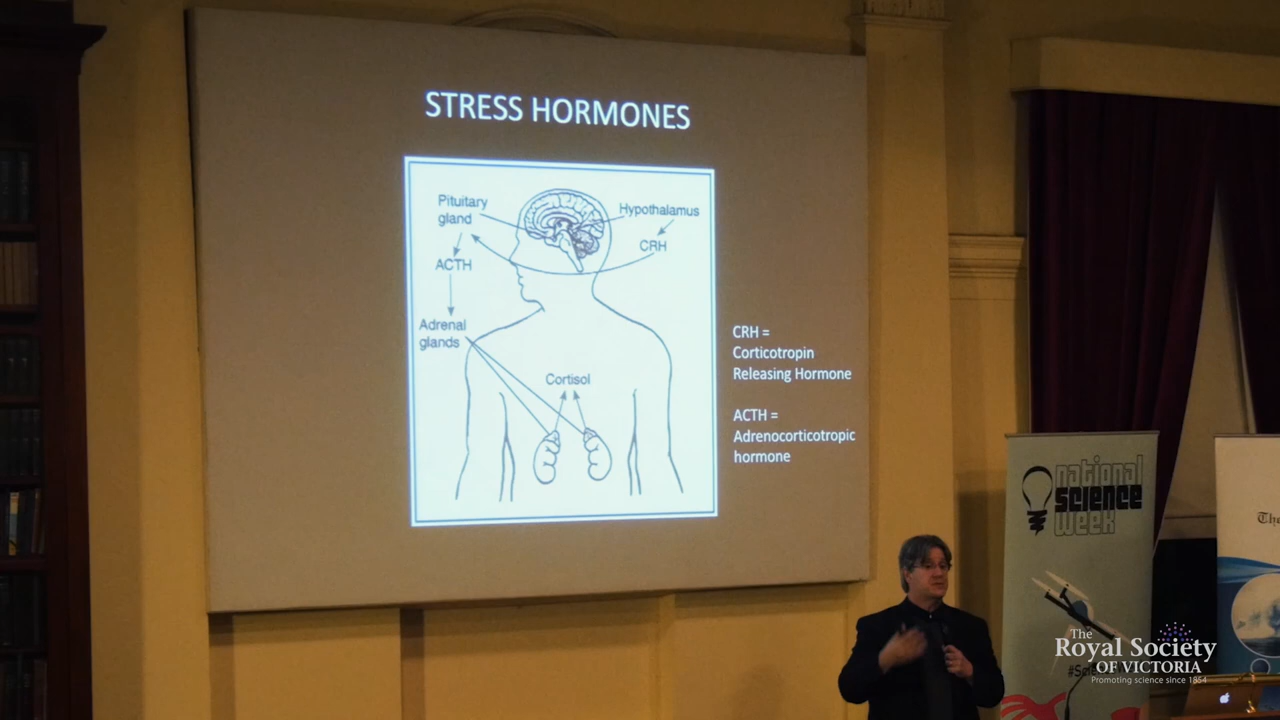 STRESS HORMONES
Pituitary
gland
Hypothalamus
CRH
ACTH
Adrenal
glands
Cortisol
CRH =
Corticotropin
Releasing Hormone
ACTH =
Adrenocorticotropic
hormone
national
science
week
The
Royal Society
OF VICTORIA
Promoting science since 1854